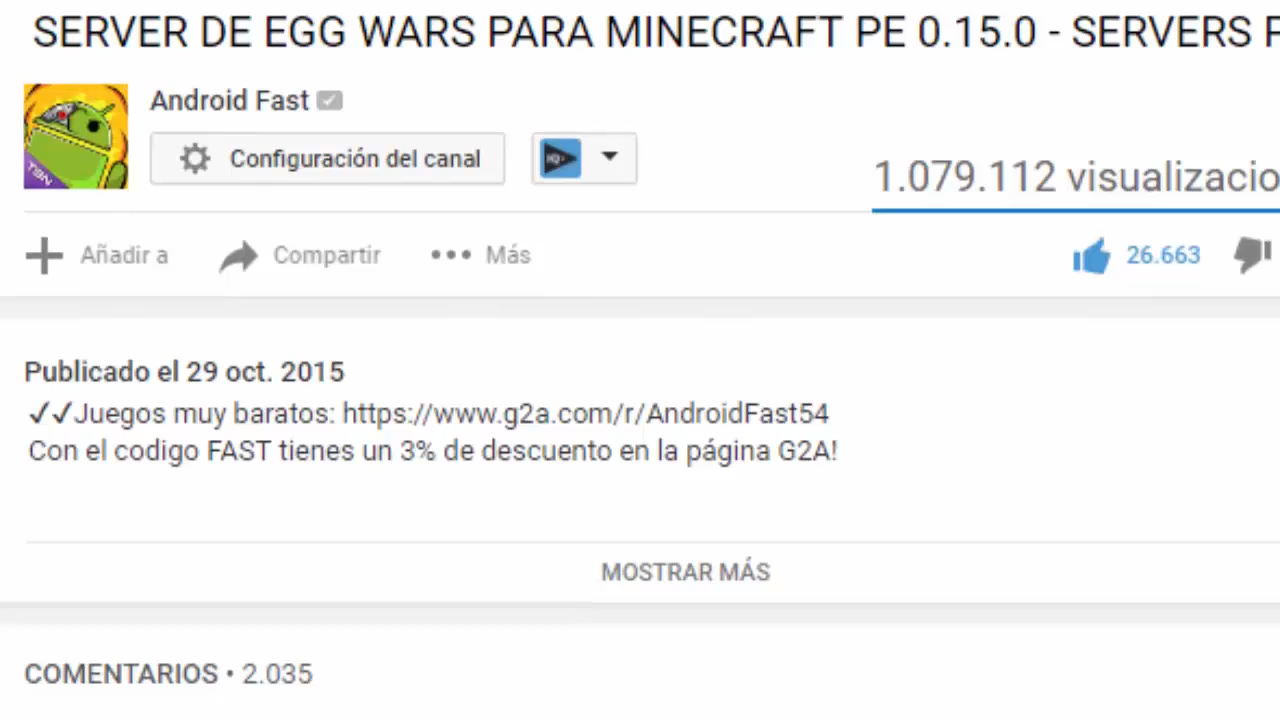 SERVER DE EGG WARS PARA MINECRAFT PE 0.15.0 - SERVERS P
Android Fast
TSN
Configuración del canal
HQ+
1.079.112 visualizacio
Añadir a
Compartir
Más
26.663
Publicado el 29 oct. 2015
✓✓Juegos muy baratos: https://www.g2a.com/r/AndroidFast54
Con el codigo FAST tienes un 3% de descuento en la página G2A!
MOSTRAR MÁS
COMENTARIOS • 2.035